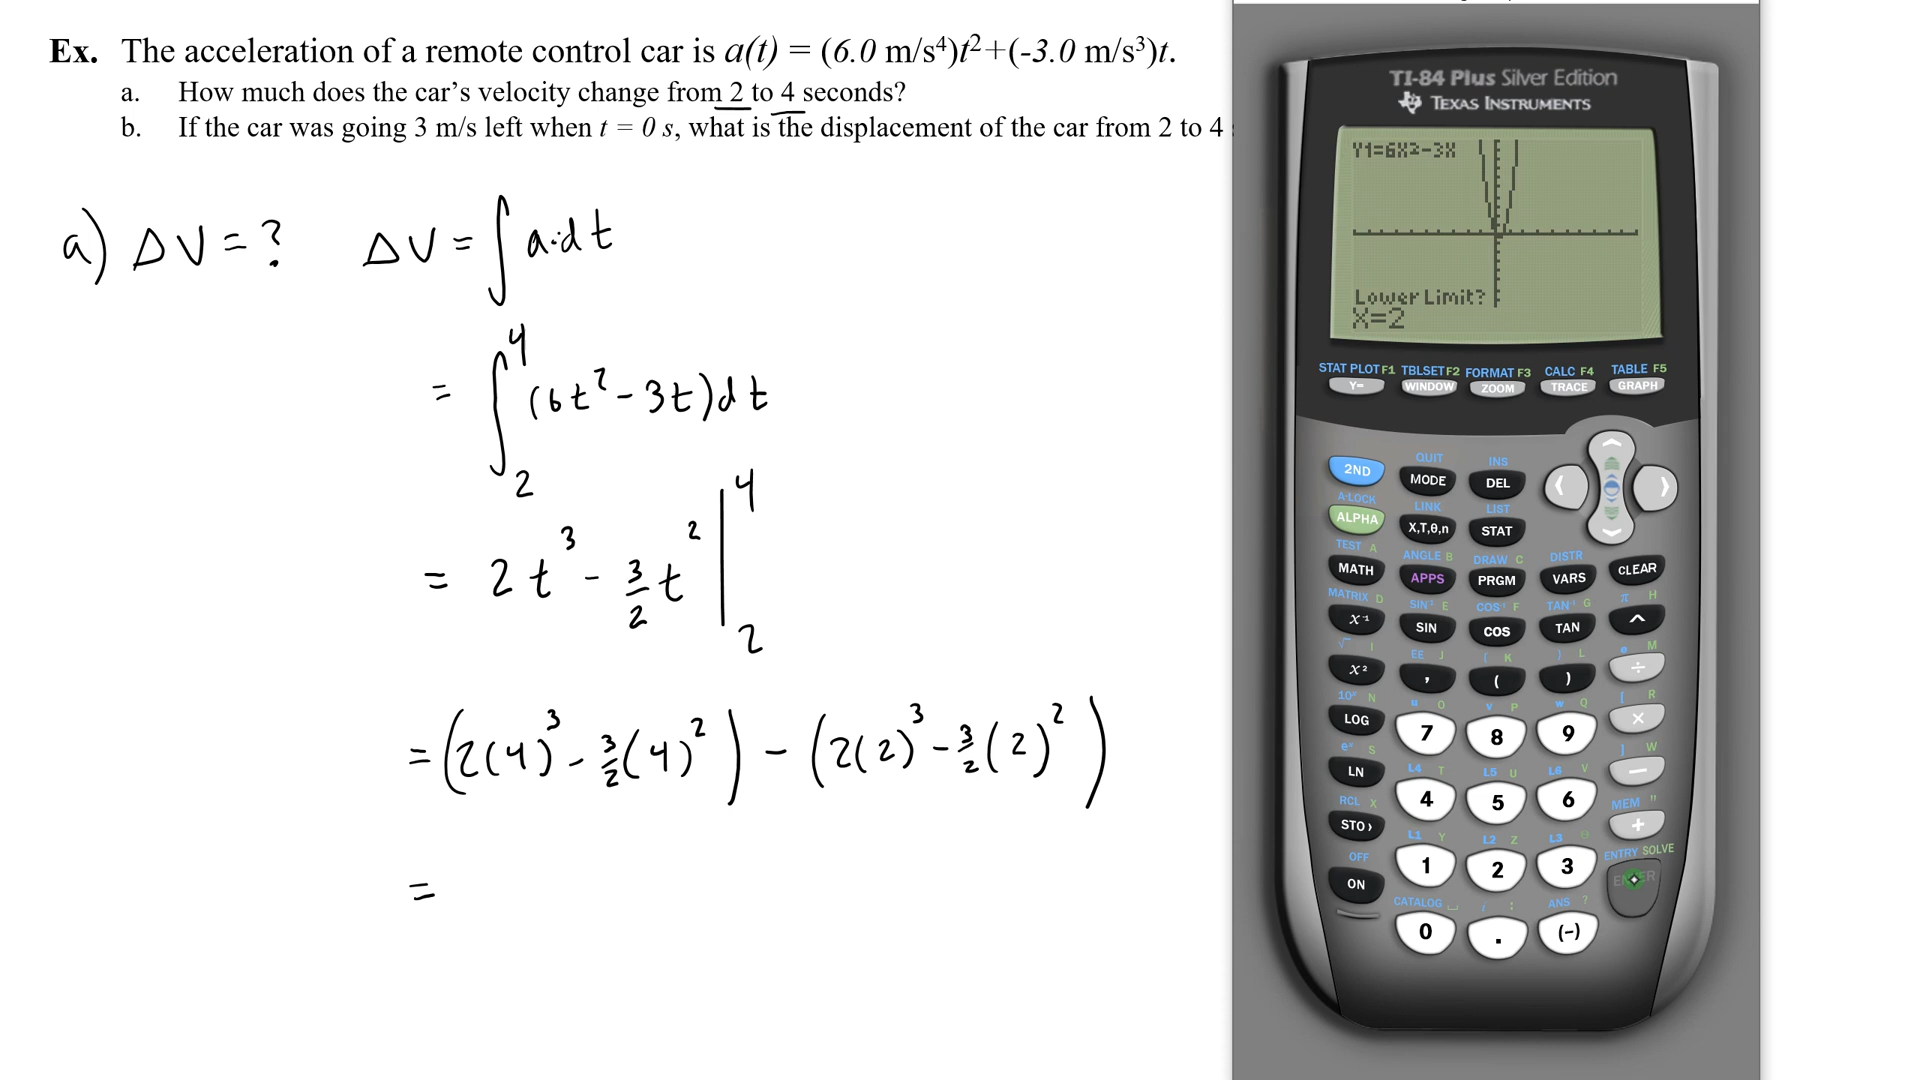 Ex. The acceleration of a remote control car is a(t) = (6.0 m/s⁴)t²+(-3.0 m/s³)t.
a. How much does the car's velocity change from 2 to 4 seconds?
b. If the car was going 3 m/s left when t = 0 s, what is the displacement of the car from 2 to 4
a) ΔV = ? ΔV = ∫ a·dt
= ∫₂⁴ (6t² - 3t)dt
= 2t³ - 3/2 t² |₂⁴
= (2(4)³ - 3/2(4)²) - (2(2)³ - 3/2(2)²)
=
TI-84 Plus Silver Edition
TEXAS INSTRUMENTS
Y1=6X²-3X
Lower Limit?
X=2
STAT PLOT F1 TBLSET F2 FORMAT F3 CALC F4 TABLE F5
Y= WINDOW ZOOM TRACE GRAPH
QUIT INS
2ND MODE DEL
A-LOCK LINK LIST
ALPHA X,T,θ,n STAT
TEST A ANGLE B DRAW C DISTR
MATH APPS PRGM VARS CLEAR
MATRIX D SIN⁻¹ E COS⁻¹ F TAN⁻¹ G π H
X⁻¹ SIN COS TAN ^
√ I EE J { K } L e M
X² , ( ) ÷
10ˣ N u O v P w Q [ R
LOG 7 8 9 ×
eˣ S L4 T L5 U L6 V ] W
LN 4 5 6 −
RCL X L1 Y L2 Z L3 θ MEM "
STO› 1 2 3 +
OFF ENTRY SOLVE
ON ENTER
CATALOG ⎵ i : ANS ?
0 . (-)